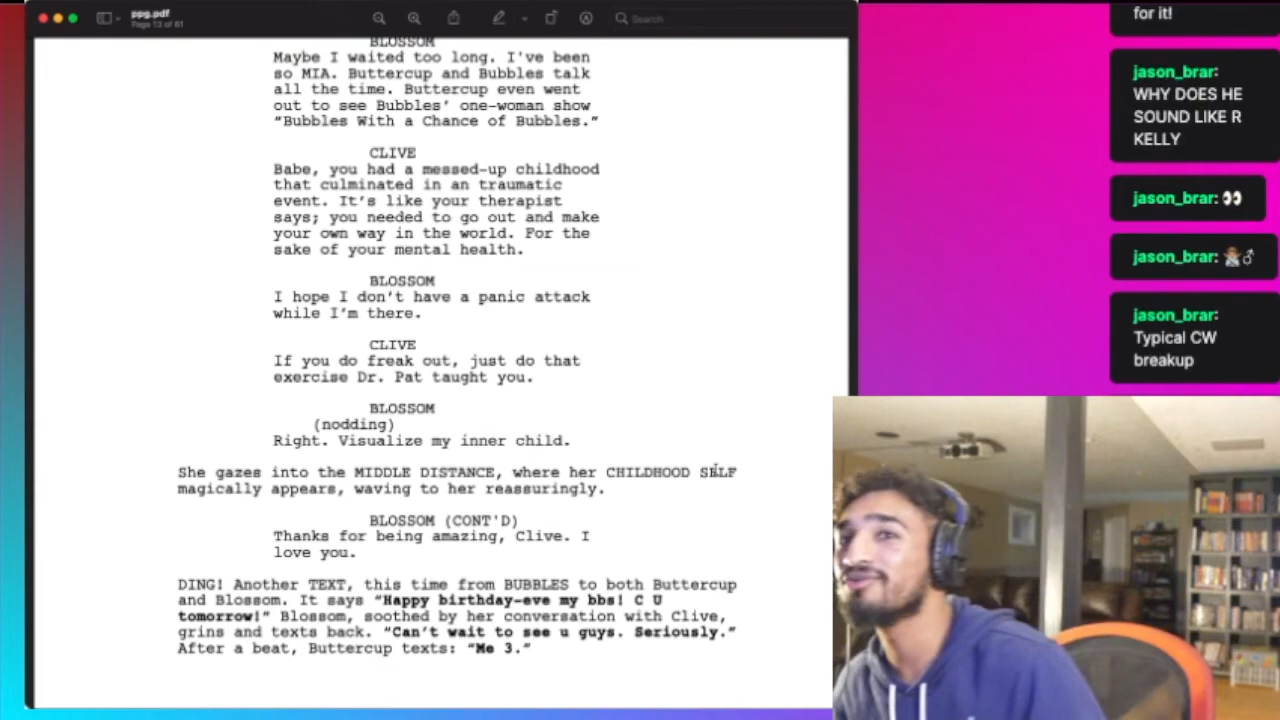 ppg.pdf
Page 13 of 61
Search
BLOSSOM
Maybe I waited too long. I've been
so MIA. Buttercup and Bubbles talk
all the time. Buttercup even went
out to see Bubbles’ one-woman show
“Bubbles With a Chance of Bubbles.”
CLIVE
Babe, you had a messed-up childhood
that culminated in an traumatic
event. It’s like your therapist
says; you needed to go out and make
your own way in the world. For the
sake of your mental health.
BLOSSOM
I hope I don’t have a panic attack
while I’m there.
CLIVE
If you do freak out, just do that
exercise Dr. Pat taught you.
BLOSSOM
(nodding)
Right. Visualize my inner child.
She gazes into the MIDDLE DISTANCE, where her CHILDHOOD SELF
magically appears, waving to her reassuringly.
BLOSSOM (CONT'D)
Thanks for being amazing, Clive. I
love you.
DING! Another TEXT, this time from BUBBLES to both Buttercup
and Blossom. It says “Happy birthday-eve my bbs! C U
tomorrow!” Blossom, soothed by her conversation with Clive,
grins and texts back. “Can’t wait to see u guys. Seriously.”
After a beat, Buttercup texts: “Me 3.”
for it!
jason_brar:
WHY DOES HE
SOUND LIKE R
KELLY
jason_brar: 👀
jason_brar:
jason_brar:
Typical CW
breakup